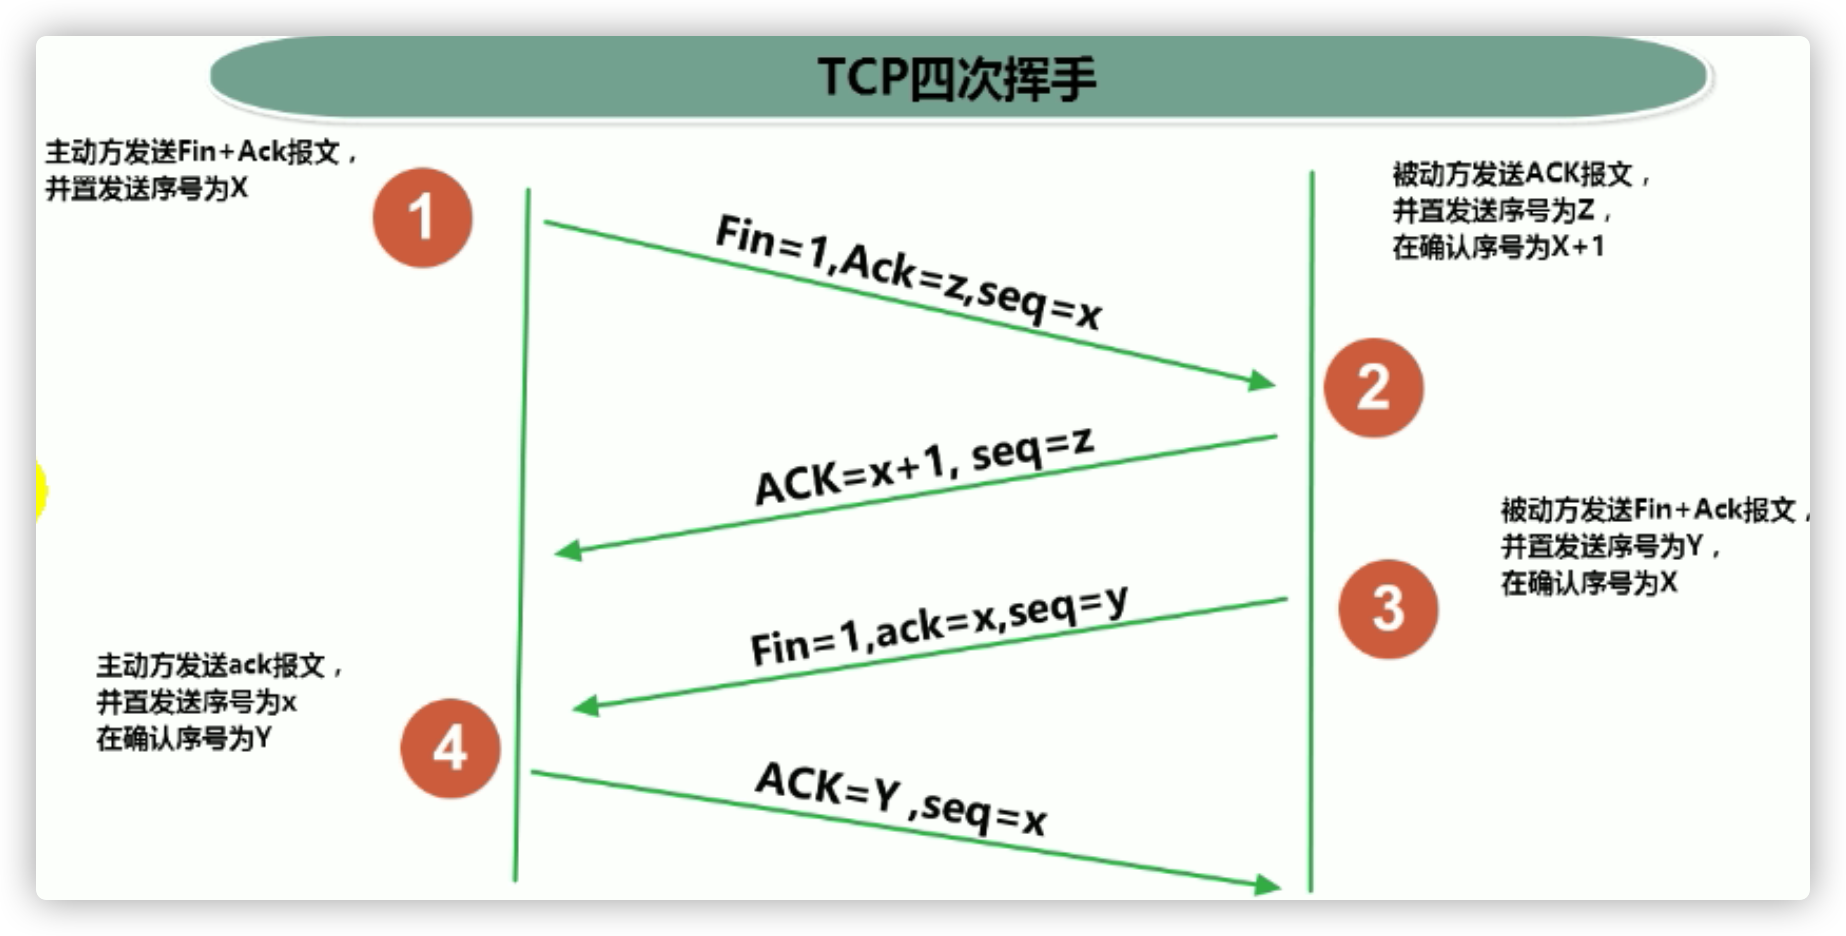 TCP四次挥手
主动方发送Fin+Ack报文，
并置发送序号为X
1
Fin=1,Ack=z,seq=x
被动方发送ACK报文，
并置发送序号为Z，
在确认序号为X+1
2
ACK=x+1, seq=z
被动方发送Fin+Ack报文，
并置发送序号为Y，
在确认序号为X
3
Fin=1,ack=x,seq=y
主动方发送ack报文，
并置发送序号为x
在确认序号为Y
4
ACK=Y ,seq=x